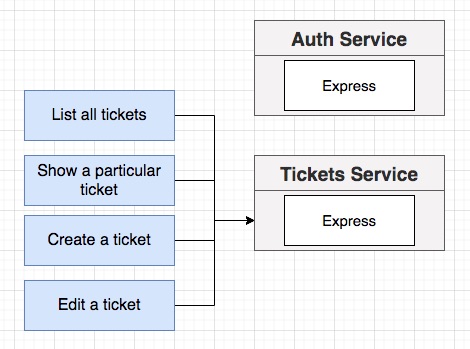 Auth Service
Express
List all tickets
Show a particular
ticket
Create a ticket
Edit a ticket
Tickets Service
Express